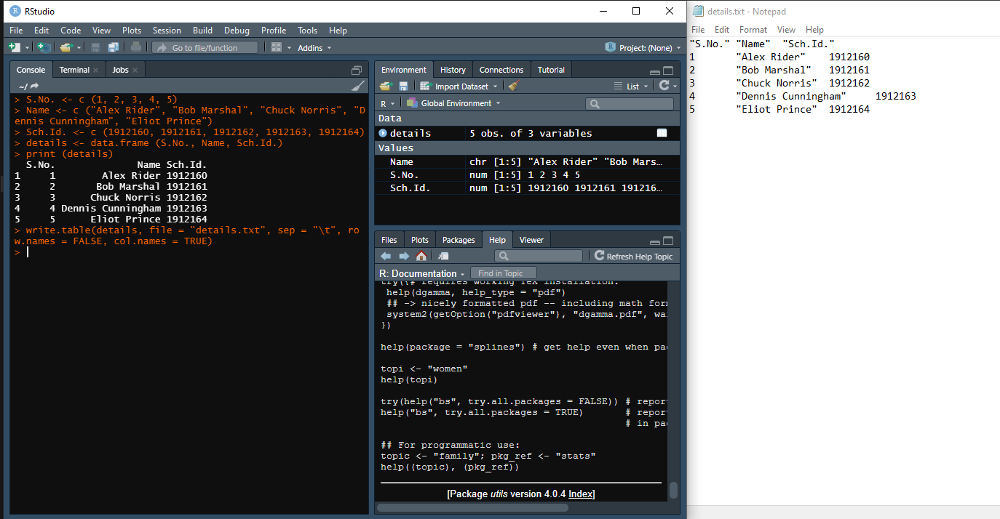 RStudio
File Edit Code View Plots Session Build Debug Profile Tools Help
Go to file/function
Addins
Project: (None)
Console Terminal Jobs
~/
> S.No. <- c (1, 2, 3, 4, 5)
> Name <- c ("Alex Rider", "Bob Marshal", "Chuck Norris", "D
ennis Cunningham", "Eliot Prince")
> Sch.Id. <- c (1912160, 1912161, 1912162, 1912163, 1912164)
> details <- data.frame (S.No., Name, Sch.Id.)
> print (details)
S.No. Name Sch.Id.
1 1 Alex Rider 1912160
2 2 Bob Marshal 1912161
3 3 Chuck Norris 1912162
4 4 Dennis Cunningham 1912163
5 5 Eliot Prince 1912164
> write.table(details, file = "details.txt", sep = "\t", ro
w.names = FALSE, col.names = TRUE)
>
Environment History Connections Tutorial
Import Dataset
List
R
Global Environment
Data
details 5 obs. of 3 variables
Values
Name chr [1:5] "Alex Rider" "Bob Mars…
S.No. num [1:5] 1 2 3 4 5
Sch.Id. num [1:5] 1912160 1912161 191216…
Files Plots Packages Help Viewer
Refresh Help Topic
R: Documentation
Find in Topic
try({# requires working TeX installation:
help(dgamma, help_type = "pdf")
## -> nicely formatted pdf -- including math for
system2(getOption("pdfviewer"), "dgamma.pdf", wa
})
help(package = "splines") # get help even when pa
topi <- "women"
help(topi)
try(help("bs", try.all.packages = FALSE)) # repor
help("bs", try.all.packages = TRUE) # repor
# in pa
## For programmatic use:
topic <- "family"; pkg_ref <- "stats"
help((topic), (pkg_ref))
[Package utils version 4.0.4 Index]
details.txt - Notepad
File Edit Format View Help
"S.No." "Name" "Sch.Id."
1 "Alex Rider" 1912160
2 "Bob Marshal" 1912161
3 "Chuck Norris" 1912162
4 "Dennis Cunningham" 1912163
5 "Eliot Prince" 1912164